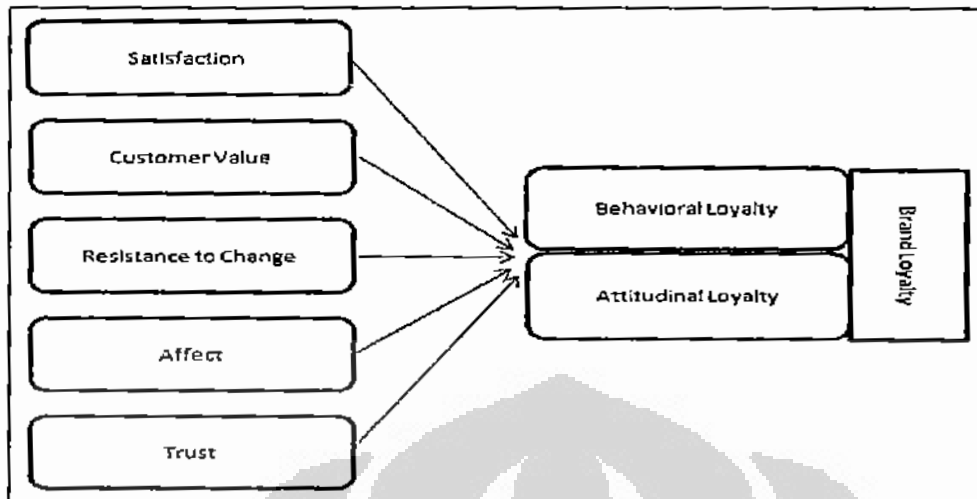 Satisfaction
Customer Value
Resistance to Change
Affect
Trust
Behavioral Loyalty
Attitudinal Loyalty
Brand Loyalty